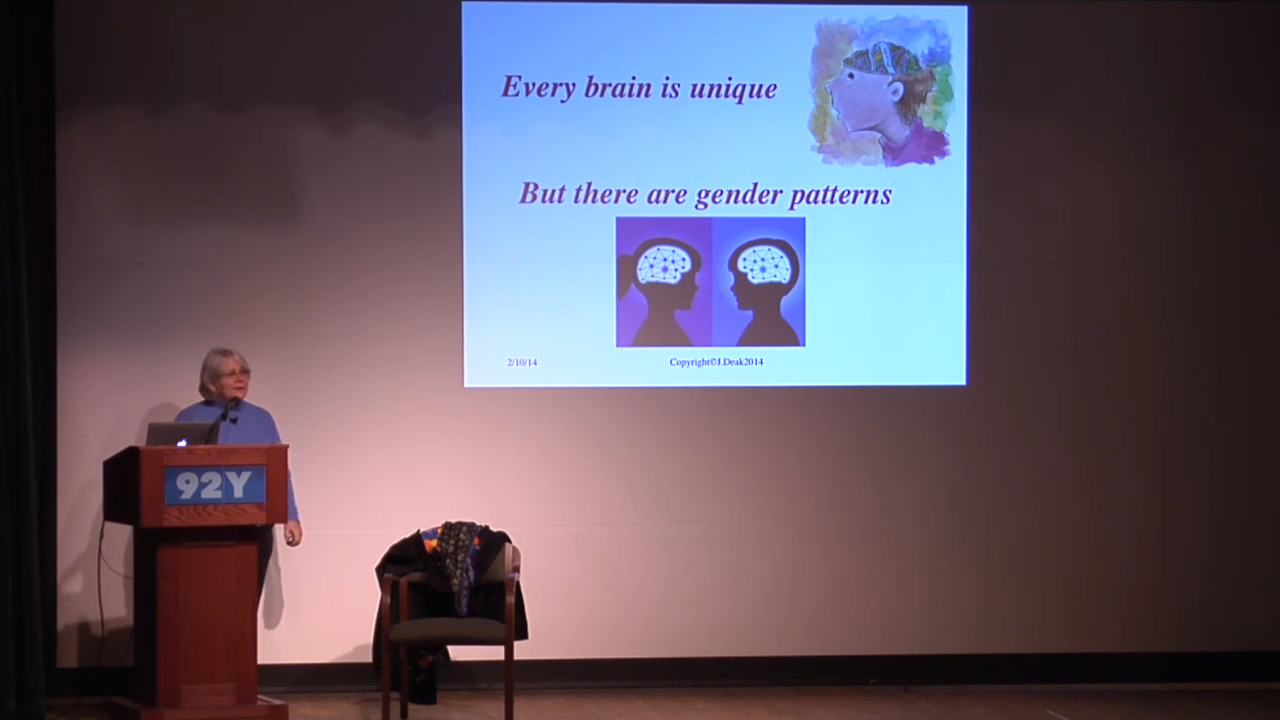 Every brain is unique
But there are gender patterns
2/10/14
Copyright©J.Deak2014
92Y